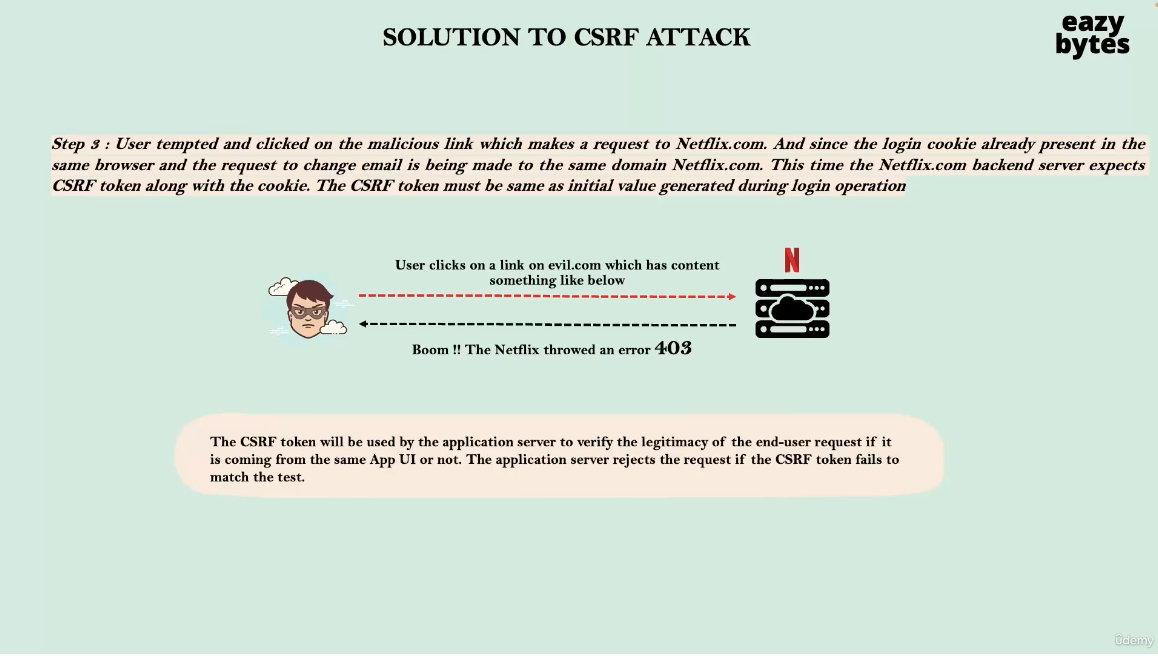 SOLUTION TO CSRF ATTACK
eazy
bytes
Step 3 : User tempted and clicked on the malicious link which makes a request to Netflix.com. And since the login cookie already present in the
same browser and the request to change email is being made to the same domain Netflix.com. This time the Netflix.com backend server expects
CSRF token along with the cookie. The CSRF token must be same as initial value generated during login operation
N
User clicks on a link on evil.com which has content
something like below
Boom !! The Netflix throwed an error 403
The CSRF token will be used by the application server to verify the legitimacy of the end-user request if it
is coming from the same App UI or not. The application server rejects the request if the CSRF token fails to
match the test.
Udemy